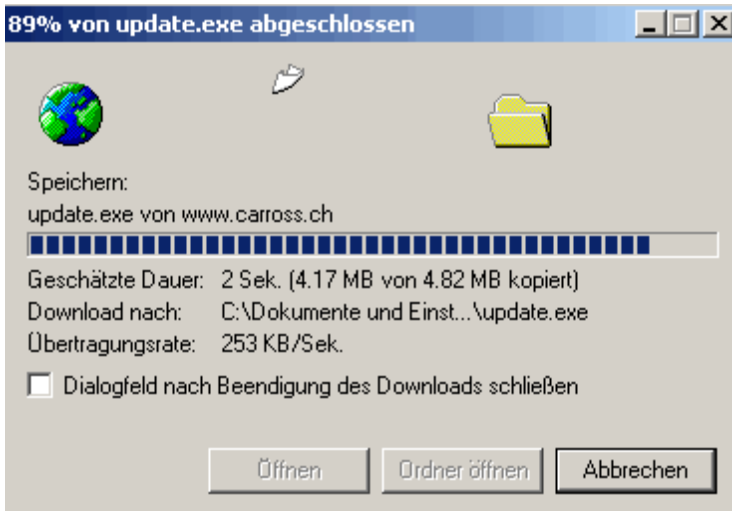 89% von update.exe abgeschlossen
Speichern:
update.exe von www.carross.ch
Geschätzte Dauer: 2 Sek. (4.17 MB von 4.82 MB kopiert)
Download nach: C:\Dokumente und Einst...\update.exe
Übertragungsrate: 253 KB/Sek.
Dialogfeld nach Beendigung des Downloads schließen
Öffnen Ordner öffnen Abbrechen